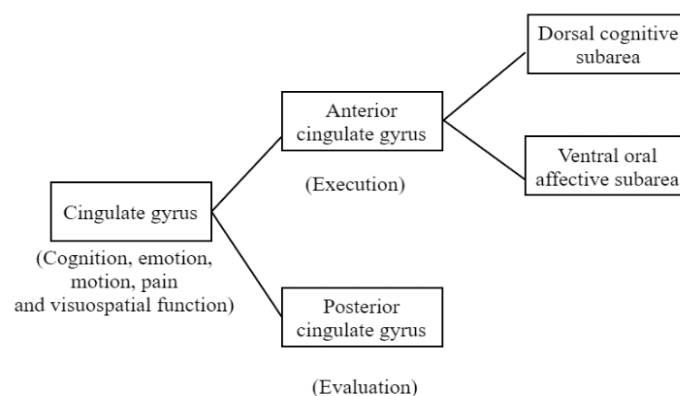 Dorsal cognitive
subarea
Anterior
cingulate gyrus
(Execution)
Ventral oral
affective subarea
Cingulate gyrus
(Cognition, emotion,
motion, pain
and visuospatial function)
Posterior
cingulate gyrus
(Evaluation)